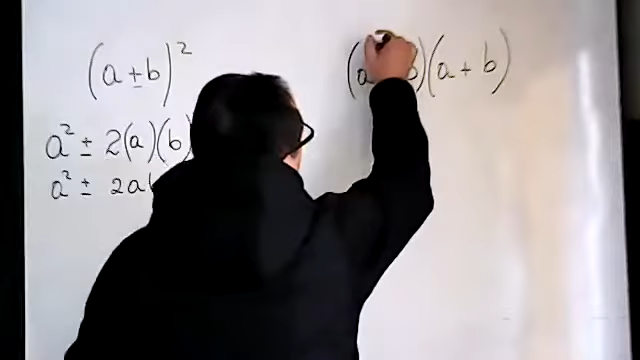 (a ± b)²
a² ± 2(a)(b)
a² ± 2a
(a b)(a + b)